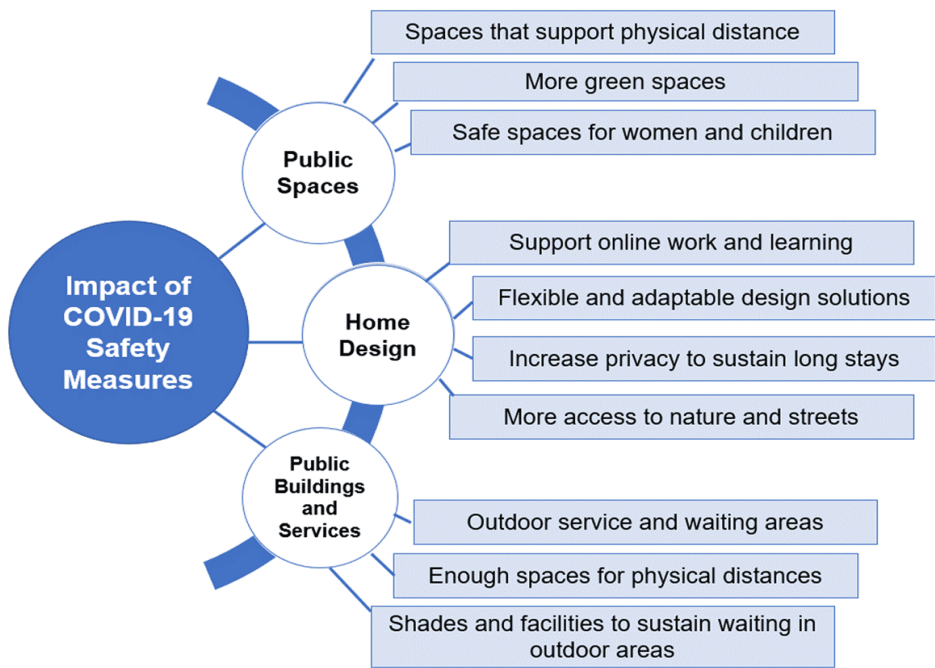 Impact of
COVID-19
Safety
Measures
Public
Spaces
Spaces that support physical distance
More green spaces
Safe spaces for women and children
Home
Design
Support online work and learning
Flexible and adaptable design solutions
Increase privacy to sustain long stays
More access to nature and streets
Public
Buildings
and
Services
Outdoor service and waiting areas
Enough spaces for physical distances
Shades and facilities to sustain waiting in
outdoor areas